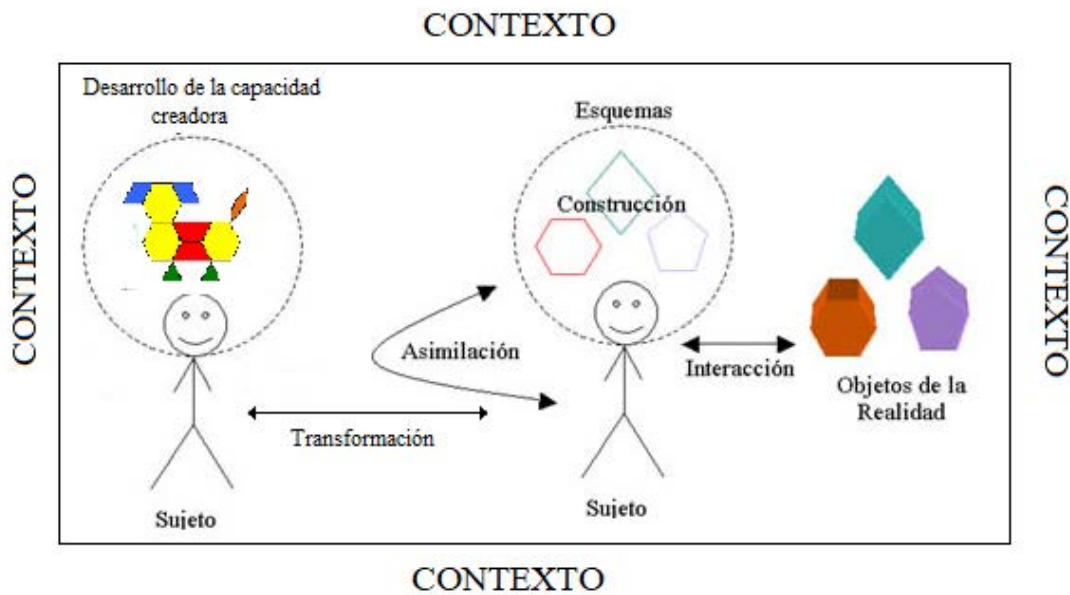 CONTEXTO
Desarrollo de la capacidad
creadora
Esquemas
Construcción
CONTEXTO
CONTEXTO
Asimilación
Interacción
Objetos de la
Realidad
Transformación
Sujeto
Sujeto
CONTEXTO